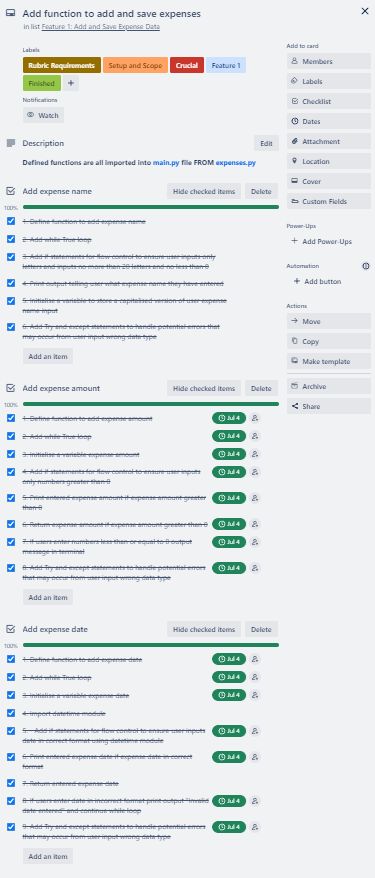 Add function to add and save expenses
in list Feature 1: Add and Save Expense Data
Labels
Rubric Requirements Setup and Scope Crucial Feature 1
Finished +
Notifications
Watch
Description Edit
Defined functions are all imported into main.py file FROM expenses.py
Add expense name Hide checked items Delete
100%
1. Define function to add expense name
2. Add while True loop
3. Add if statements for flow control to ensure user inputs only
letters and inputs no more than 20 letters and no less than 0
4. Print output telling user what expense name they have entered
5. Initialise a variable to store a capitalised version of user expense
name input
6. Add Try and except statements to handle potential errors that
may occur from user input wrong data type
Add an item
Add expense amount Hide checked items Delete
100%
1. Define function to add expense amount Jul 4
2. Add while True loop Jul 4
3. Initialise a variable expense amount Jul 4
4. Add if statements for flow control to ensure user inputs Jul 4
only numbers greater than 0
5. Print entered expense amount if expense amount greater Jul 4
than 0
6. Return expense amount if expense amount greater than 0 Jul 4
7. If users enter numbers less than or equal to 0 output Jul 4
message in terminal
8. Add Try and except statements to handle potential errors Jul 4
that may occur from user input wrong data type
Add an item
Add expense date Hide checked items Delete
100%
1. Define function to add expense date Jul 4
2. Add while True loop Jul 4
3. Initialise a variable expense date Jul 4
4. Import datetime module
5. Add if statements for flow control to ensure user inputs Jul 4
date in correct format using datetime module
6. Print entered expense date if expense date in correct Jul 4
format
7. Return entered expense date
8. If users enter date in incorrect format print output "Invalid Jul 4
date entered" and continue while loop
9. Add Try and except statements to handle potential errors Jul 4
that may occur from user input wrong data type
Add an item
Add to card
Members
Labels
Checklist
Dates
Attachment
Location
Cover
Custom Fields
Power-Ups
+ Add Power-Ups
Automation
+ Add button
Actions
Move
Copy
Make template
Archive
Share